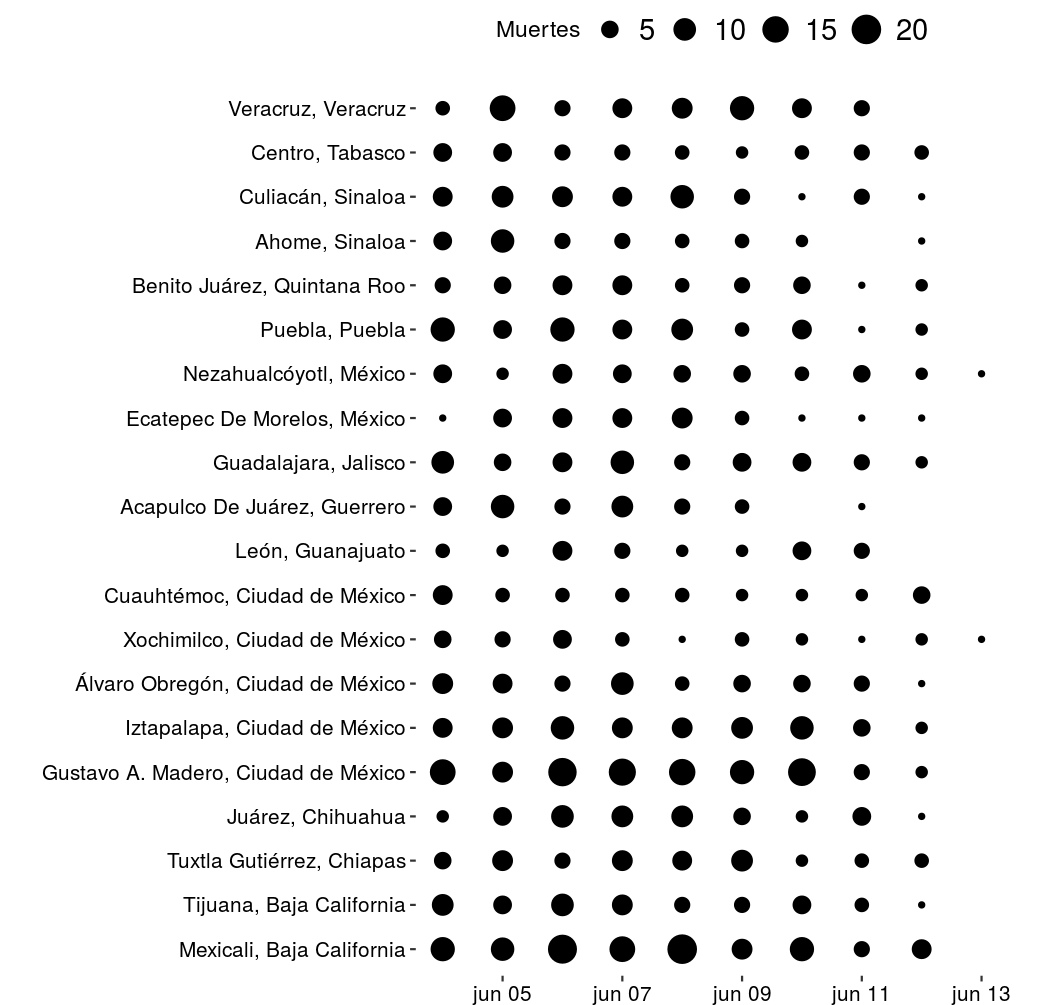 Muertes 5 10 15 20
Veracruz, Veracruz
Centro, Tabasco
Culiacán, Sinaloa
Ahome, Sinaloa
Benito Juárez, Quintana Roo
Puebla, Puebla
Nezahualcóyotl, México
Ecatepec De Morelos, México
Guadalajara, Jalisco
Acapulco De Juárez, Guerrero
León, Guanajuato
Cuauhtémoc, Ciudad de México
Xochimilco, Ciudad de México
Álvaro Obregón, Ciudad de México
Iztapalapa, Ciudad de México
Gustavo A. Madero, Ciudad de México
Juárez, Chihuahua
Tuxtla Gutiérrez, Chiapas
Tijuana, Baja California
Mexicali, Baja California
jun 05 jun 07 jun 09 jun 11 jun 13